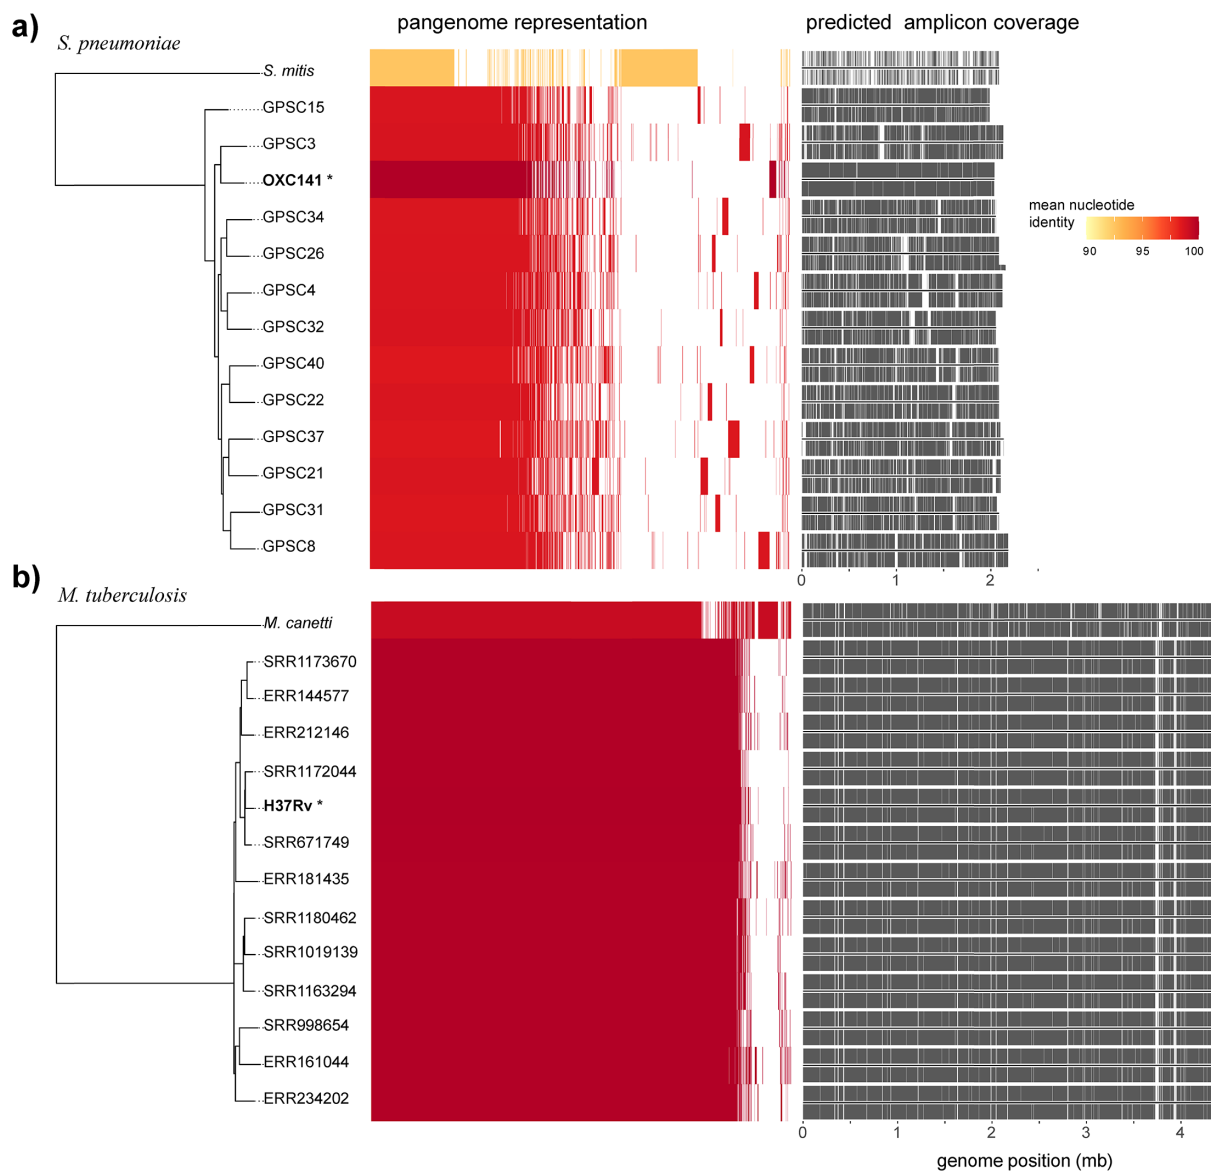 a)
pangenome representation
predicted amplicon coverage
S. pneumoniae
S. mitis
GPSC15
GPSC3
OXC141 *
GPSC34
GPSC26
GPSC4
GPSC32
GPSC40
GPSC22
GPSC37
GPSC21
GPSC31
GPSC8
mean nucleotide
identity
90 95 100
0 1 2
b)
M. tuberculosis
M. canetti
SRR1173670
ERR144577
ERR212146
SRR1172044
H37Rv *
SRR671749
ERR181435
SRR1180462
SRR1019139
SRR1163294
SRR998654
ERR161044
ERR234202
0 1 2 3 4
genome position (mb)